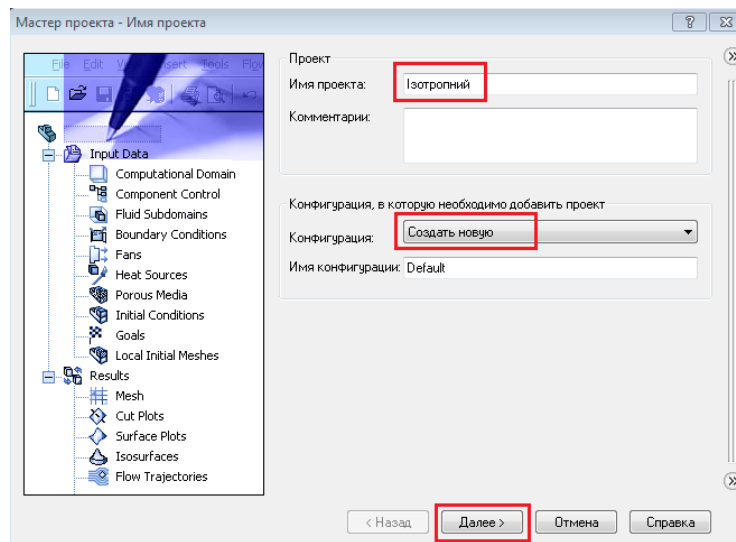 Мастер проекта - Имя проекта
File Edit Insert Tools Flow
Input Data
Computational Domain
Component Control
Fluid Subdomains
Boundary Conditions
Fans
Heat Sources
Porous Media
Initial Conditions
Goals
Local Initial Meshes
Results
Mesh
Cut Plots
Surface Plots
Isosurfaces
Flow Trajectories
Проект
Имя проекта: Ізотропний
Комментарии:
Конфигурация, в которую необходимо добавить проект
Конфигурация: Создать новую
Имя конфигурации: Default
< Назад Далее > Отмена Справка